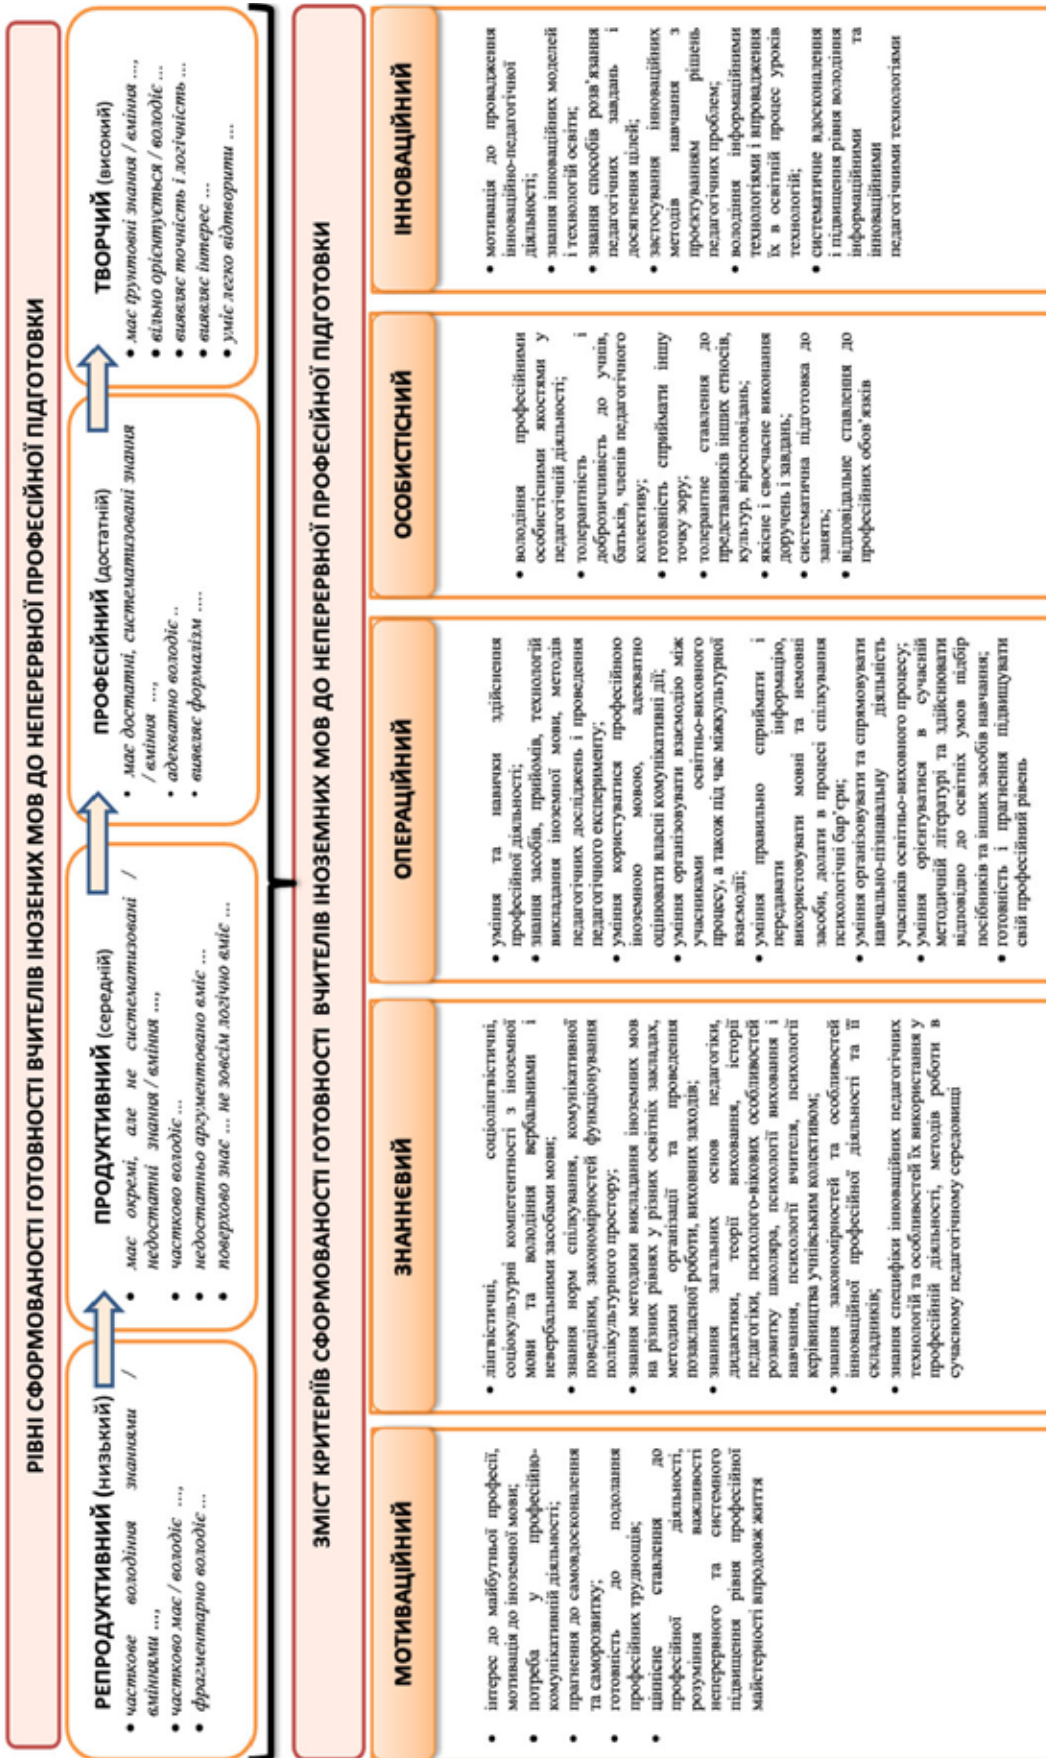 РІВНІ СФОРМОВАНОСТІ ГОТОВНОСТІ ВЧИТЕЛІВ ІНОЗЕНИХ МОВ ДО НЕПЕРЕРВНОЇ ПРОФЕСІЙНОЇ ПІДГОТОВКИ
РЕПРОДУКТИВНИЙ (низький)
• часткове володіння знаннями /
вміннями …,
• частково має / володіє …,
• фрагментарно володіє …
ПРОДУКТИВНИЙ (середній)
• має окремі, але не систематизовані /
недостатні знання / вміння …,
• частково володіє …
• недостатньо аргументовано вміє …
• поверхово знає … не зовсім логічно вміє …
ПРОФЕСІЙНИЙ (достатній)
• має достатні, систематизовані знання
/ вміння …,
• адекватно володіє ..
• виявляє формалізм ….
ТВОРЧИЙ (високий)
• має ґрунтовні знання / вміння …,
• вільно орієнтується / володіє …
• виявляє точність і логічність …
• виявляє інтерес …
• уміє легко відтворити …
ЗМІСТ КРИТЕРІЇВ СФОРМОВАНОСТІ ГОТОВНОСТІ ВЧИТЕЛІВ ІНОЗЕМНИХ МОВ ДО НЕПЕРЕРВНОЇ ПРОФЕСІЙНОЇ ПІДГОТОВКИ
МОТИВАЦІЙНИЙ
• інтерес до майбутньої професії,
мотивація до іноземної мови;
• потреба у професійно-
комунікативній діяльності;
• прагнення до самовдосконалення
та саморозвитку;
• готовність до подолання
професійних труднощів;
• ціннісне ставлення до
професійної діяльності,
розуміння важливості
неперервного та системного
підвищення рівня професійної
майстерності впродовж життя
ЗНАННЄВИЙ
• лінгвістичні, соціолінгвістичні,
соціокультурні компетентності з іноземної
мови та володіння вербальними і
невербальними засобами мови;
• знання норм спілкування, комунікативної
поведінки, закономірностей функціонування
полікультурного простору;
• знання методики викладання іноземних мов
на різних рівнях у різних освітніх закладах,
методики організації та проведення
позакласної роботи, вихованих заходів;
• знання загальних основ педагогіки,
дидактики, теорії виховання, історії
педагогіки, психолого-вікових особливостей
розвитку школяра, психології виховання і
навчання, психології вчителя, психології
керівництва учнівським колективом;
• знання закономірностей та особливостей
інноваційної професійної діяльності та її
складників;
• знання специфіки інноваційних педагогічних
технологій та особливостей їх використання у
професійній діяльності, методів роботи в
сучасному педагогічному середовищі
ОПЕРАЦІЙНИЙ
• уміння та навички здійснення
професійної діяльності;
• знання засобів, прийомів, технологій
викладання іноземної мови, методів
педагогічних досліджень і проведення
педагогічного експерименту;
• уміння користуватися професійною
іноземною мовою, адекватно
оцінювати власні комунікативні дії;
• уміння організовувати взаємодію між
учасниками освітньо-виховного
процесу, а також під час міжкультурної
взаємодії;
• уміння правильно сприймати і
передавати інформацію,
використовувати мовні та немовні
засоби, долати в процесі спілкування
психологічні бар’єри;
• уміння організовувати та спрямовувати
навчально-пізнавальну діяльність
учасників освітньо-виховного процесу;
• уміння орієнтуватися в сучасній
методичній літературі та здійснювати
відповідно до освітніх умов підбір
посібників та інших засобів навчання;
• готовність і прагнення підвищувати
свій професійний рівень
ОСОБИСТІСНИЙ
• володіння професійними
особистісними якостями у
педагогічній діяльності;
• толерантність і
доброзичливість до учнів,
батьків, членів педагогічного
колективу;
• готовність сприймати іншу
точку зору;
• толерантне ставлення до
представників інших етносів,
культур, віросповідань;
• якісне і своєчасне виконання
доручень і завдань;
• систематична підготовка до
занять;
• відповідальне ставлення до
професійних обов’язків
ІННОВАЦІЙНИЙ
• мотивація до провадження
інноваційно-педагогічної
діяльності;
• знання інноваційних моделей
і технологій освіти;
• знання способів розв’язання
педагогічних завдань і
досягнення цілей;
• застосування інноваційних
методів навчання з
проєктуванням рішень
педагогічних проблем;
• володіння інформаційними
технологіями і впровадження
їх в освітній процес уроків
технологій;
• систематичне вдосконалення
і підвищення рівня володіння
інформаційними та
інноваційними
педагогічними технологіями